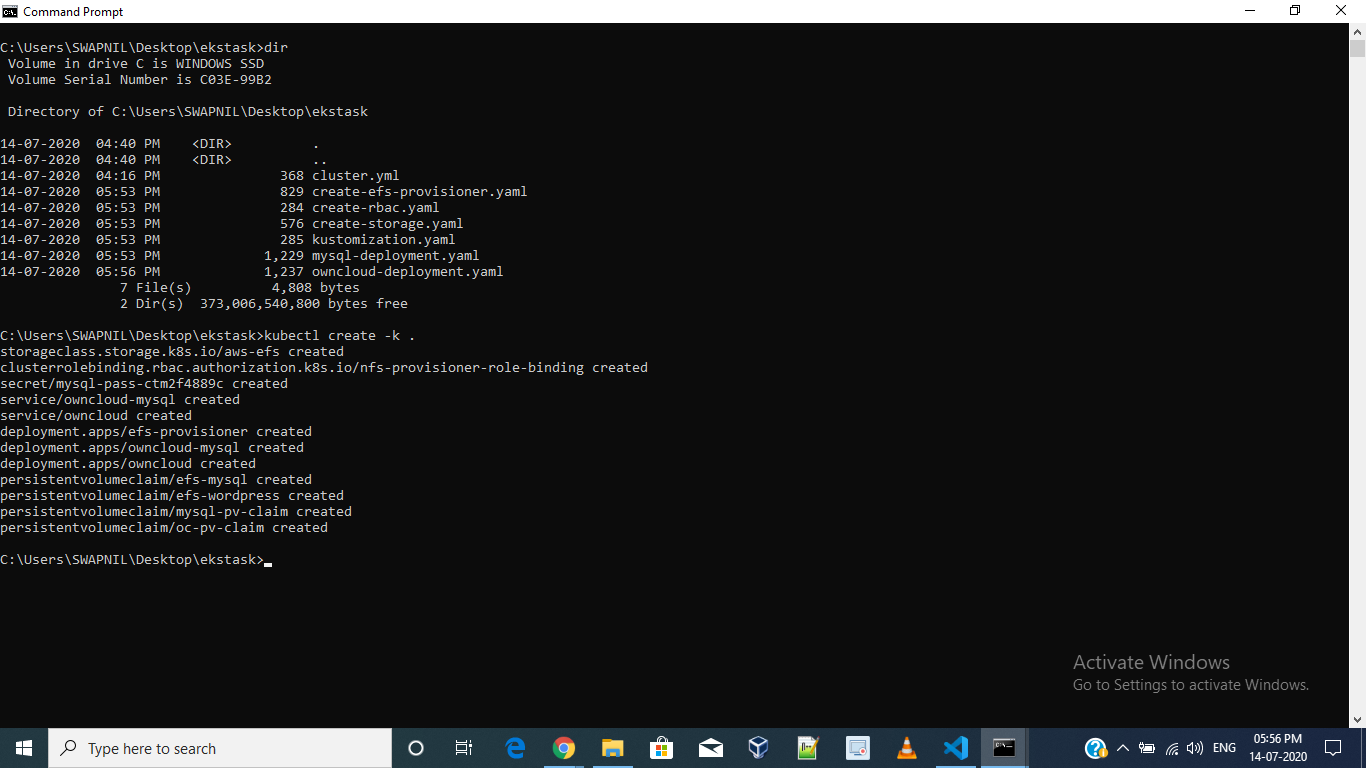 Command Prompt
C:\Users\SWAPNIL\Desktop\ekstask>dir
 Volume in drive C is WINDOWS SSD
 Volume Serial Number is C03E-99B2
 Directory of C:\Users\SWAPNIL\Desktop\ekstask
14-07-2020  04:40 PM    <DIR>          .
14-07-2020  04:40 PM    <DIR>          ..
14-07-2020  04:16 PM               368 cluster.yml
14-07-2020  05:53 PM               829 create-efs-provisioner.yaml
14-07-2020  05:53 PM               284 create-rbac.yaml
14-07-2020  05:53 PM               576 create-storage.yaml
14-07-2020  05:53 PM               285 kustomization.yaml
14-07-2020  05:53 PM             1,229 mysql-deployment.yaml
14-07-2020  05:56 PM             1,237 owncloud-deployment.yaml
               7 File(s)          4,808 bytes
               2 Dir(s)  373,006,540,800 bytes free
C:\Users\SWAPNIL\Desktop\ekstask>kubectl create -k .
storageclass.storage.k8s.io/aws-efs created
clusterrolebinding.rbac.authorization.k8s.io/nfs-provisioner-role-binding created
secret/mysql-pass-ctm2f4889c created
service/owncloud-mysql created
service/owncloud created
deployment.apps/efs-provisioner created
deployment.apps/owncloud-mysql created
deployment.apps/owncloud created
persistentvolumeclaim/efs-mysql created
persistentvolumeclaim/efs-wordpress created
persistentvolumeclaim/mysql-pv-claim created
persistentvolumeclaim/oc-pv-claim created
C:\Users\SWAPNIL\Desktop\ekstask>
Activate Windows
Go to Settings to activate Windows.
Type here to search
ENG
05:56 PM
14-07-2020